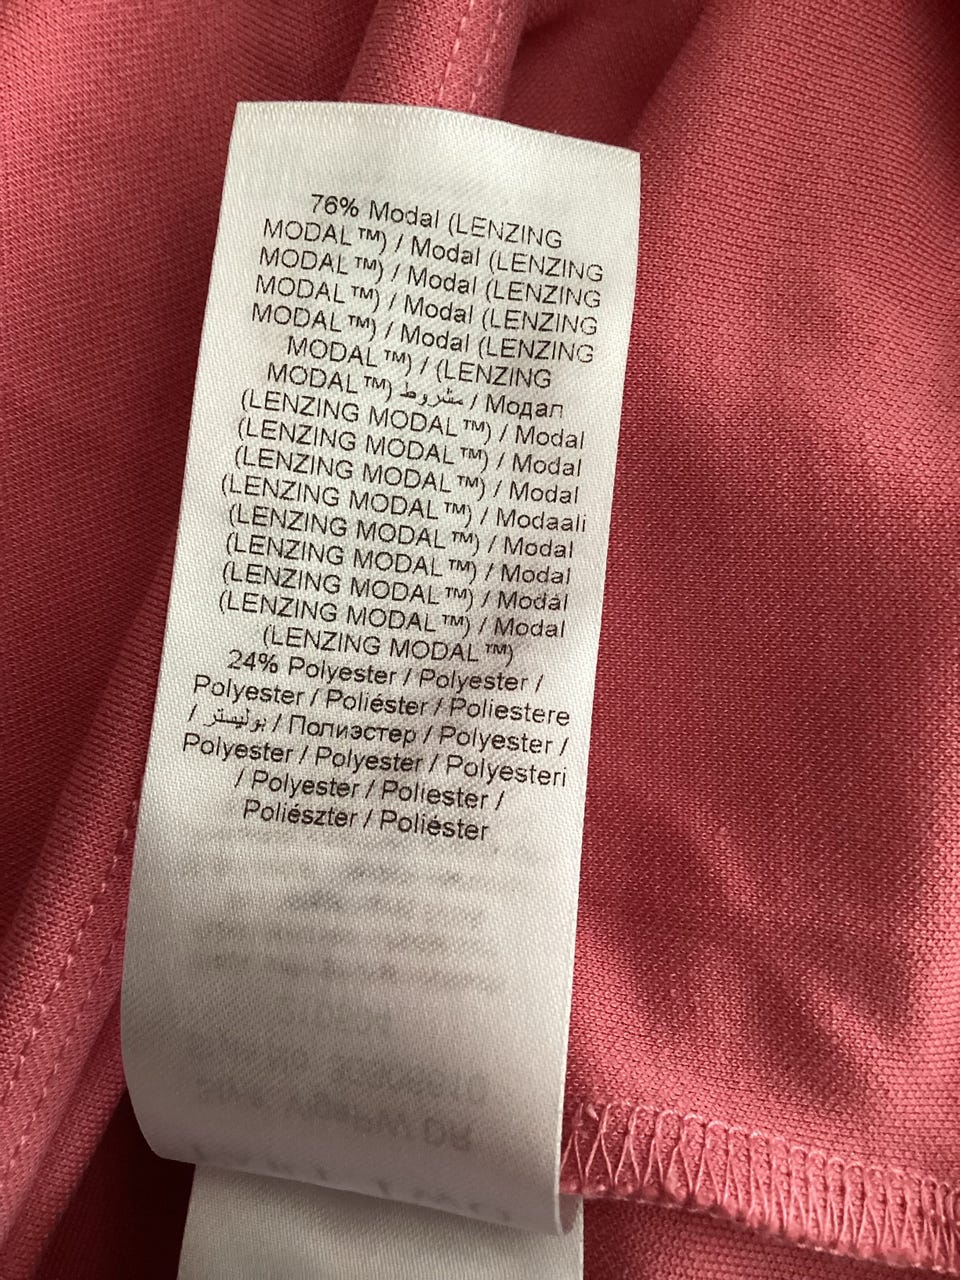 76% Modal (LENZING
MODAL™) / Modal (LENZING
MODAL™) / Modal (LENZING
MODAL™) / Modal (LENZING
MODAL™) / Modal (LENZING
MODAL™) / (LENZING
MODAL™) مشروط / Модал
(LENZING MODAL™) / Modal
(LENZING MODAL™) / Modal
(LENZING MODAL™) / Modal
(LENZING MODAL™) / Modaali
(LENZING MODAL™) / Modal
(LENZING MODAL™) / Modal
(LENZING MODAL™) / Modál
(LENZING MODAL™) / Modal
(LENZING MODAL™)
24% Polyester / Polyester /
Polyester / Poliéster / Poliestere
/ بوليستر / Полиэстер / Polyester /
Polyester / Polyester / Polyesteri
/ Polyester / Poliester /
Poliészter / Poliéster